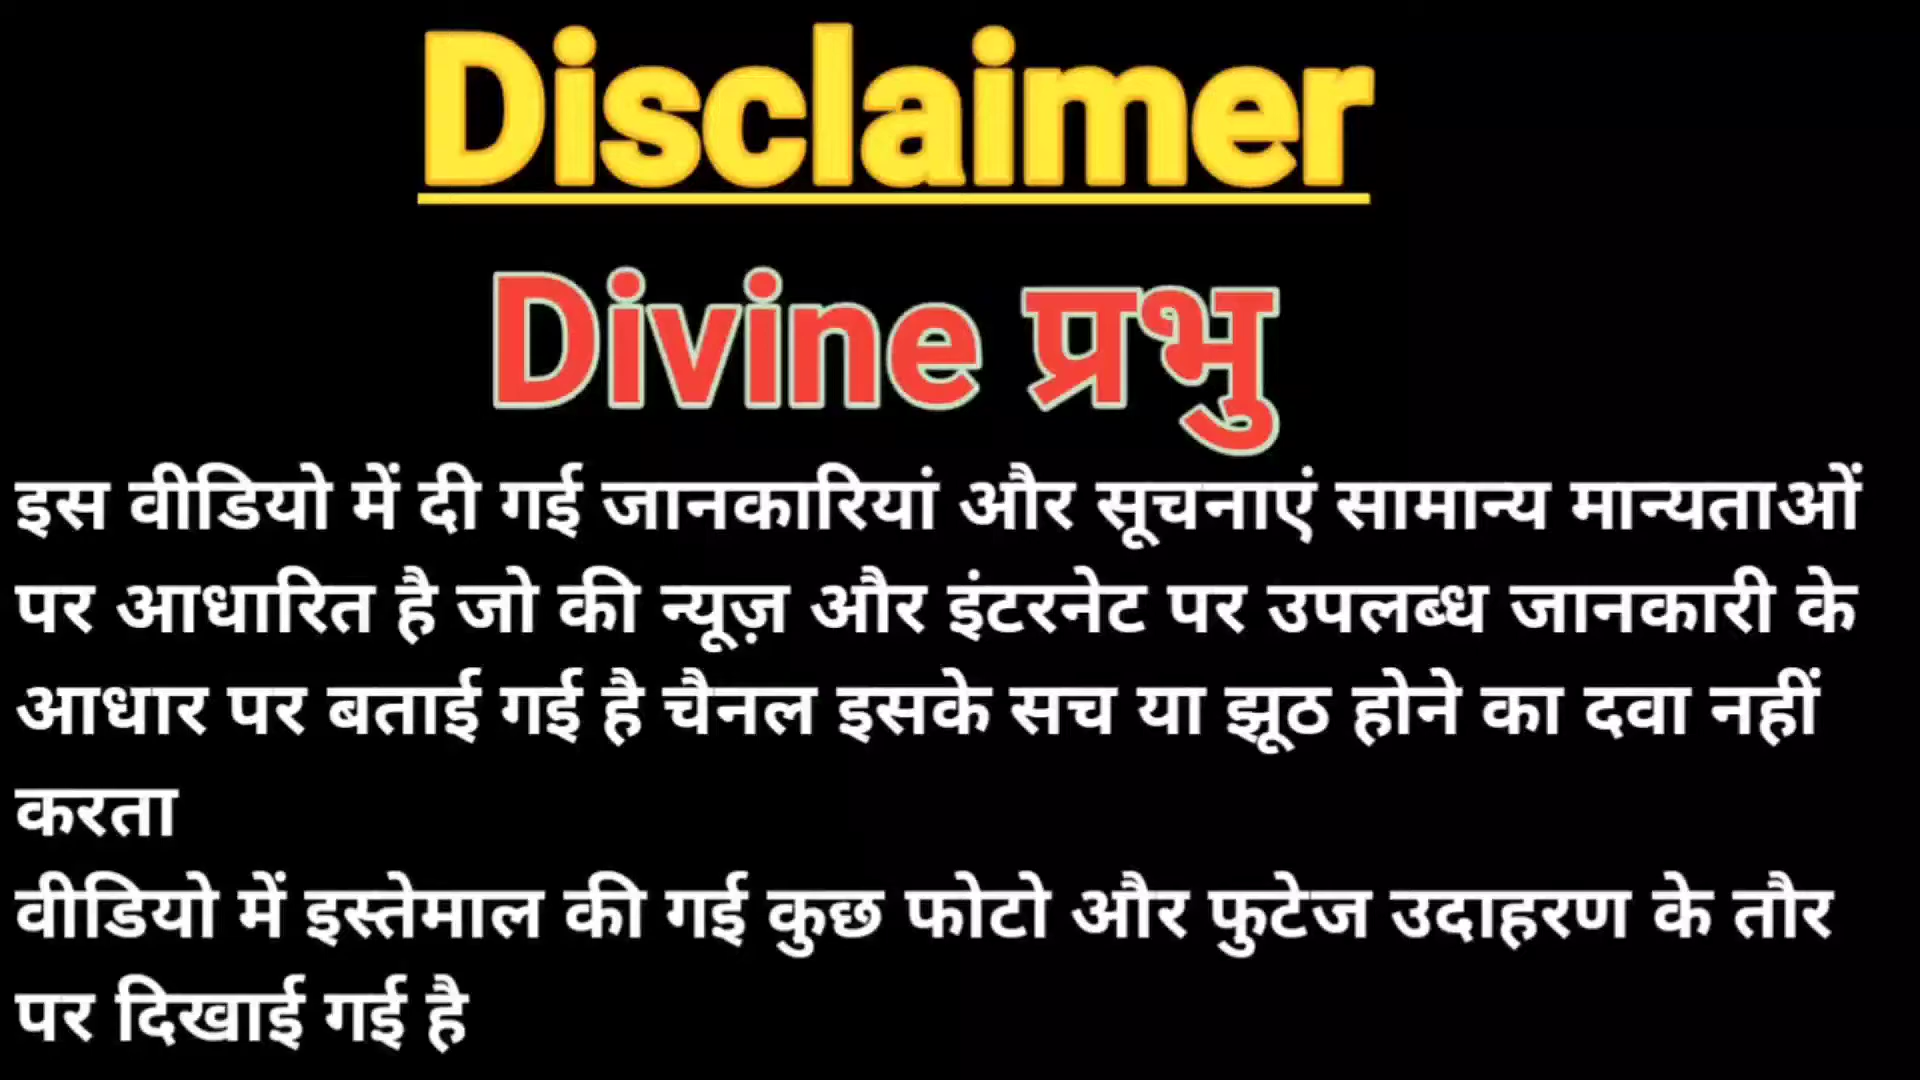 Disclaimer
Divine प्रभु
इस वीडियो में दी गई जानकारियां और सूचनाएं सामान्य मान्यताओं
पर आधारित है जो की न्यूज़ और इंटरनेट पर उपलब्ध जानकारी के
आधार पर बताई गई है चैनल इसके सच या झूठ होने का दवा नहीं
करता
वीडियो में इस्तेमाल की गई कुछ फोटो और फुटेज उदाहरण के तौर
पर दिखाई गई है